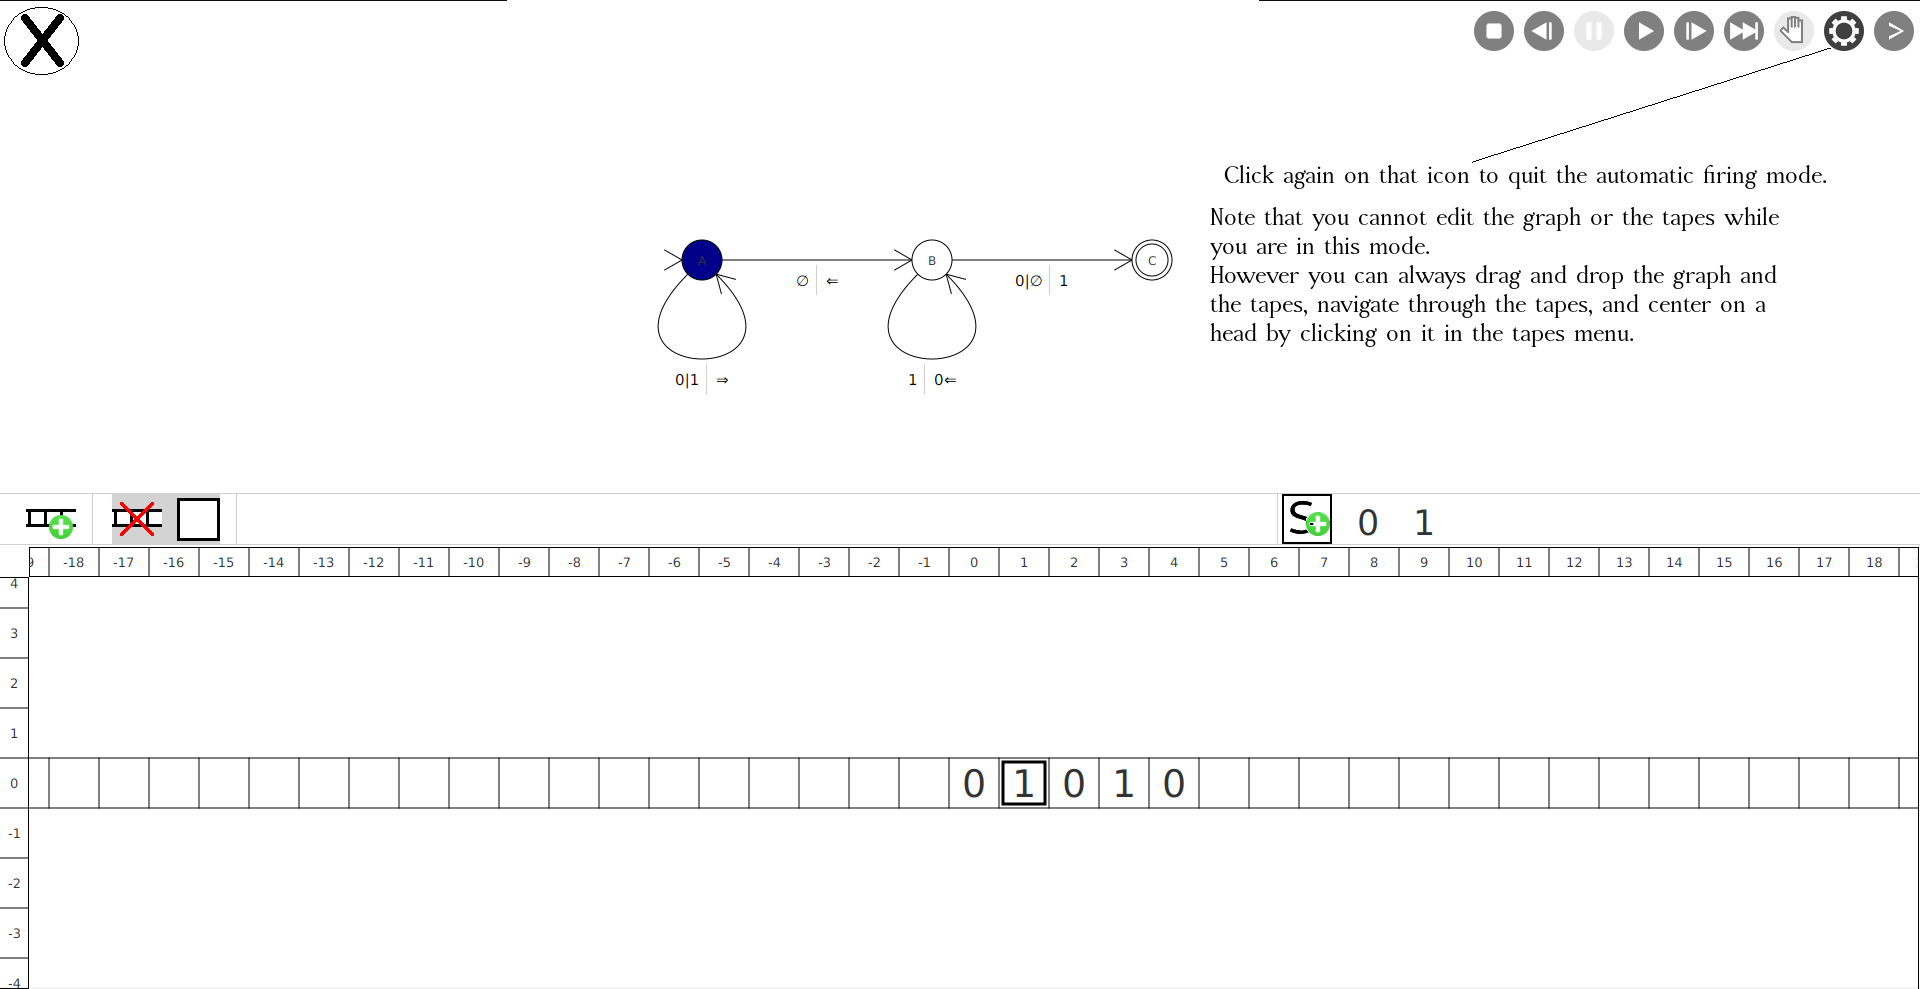 X
>
Click again on that icon to quit the automatic firing mode.
Note that you cannot edit the graph or the tapes while
you are in this mode.
However you can always drag and drop the graph and
the tapes, navigate through the tapes, and center on a
head by clicking on it in the tapes menu.
A B C
∅ ⇐ 0|∅ 1
0|1 ⇒ 1 0⇐
S 0 1
9 -18 -17 -16 -15 -14 -13 -12 -11 -10 -9 -8 -7 -6 -5 -4 -3 -2 -1 0 1 2 3 4 5 6 7 8 9 10 11 12 13 14 15 16 17 18
4
3
2
1
0 0 1 0 1 0
-1
-2
-3
-4